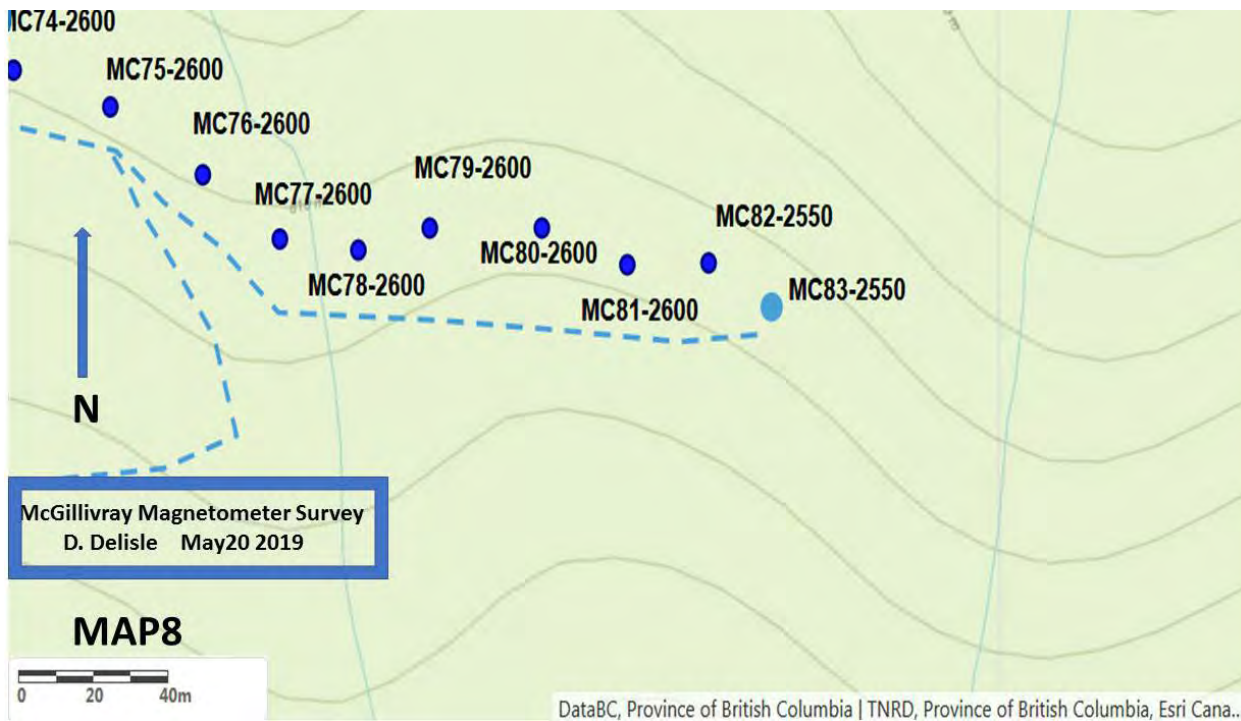 MC74-2600
MC75-2600
MC76-2600
MC77-2600
MC78-2600
MC79-2600
MC80-2600
MC81-2600
MC82-2550
MC83-2550
N
McGillivray Magnetometer Survey
D. Delisle May20 2019
MAP8
0 20 40m
DataBC, Province of British Columbia | TNRD, Province of British Columbia, Esri Cana...